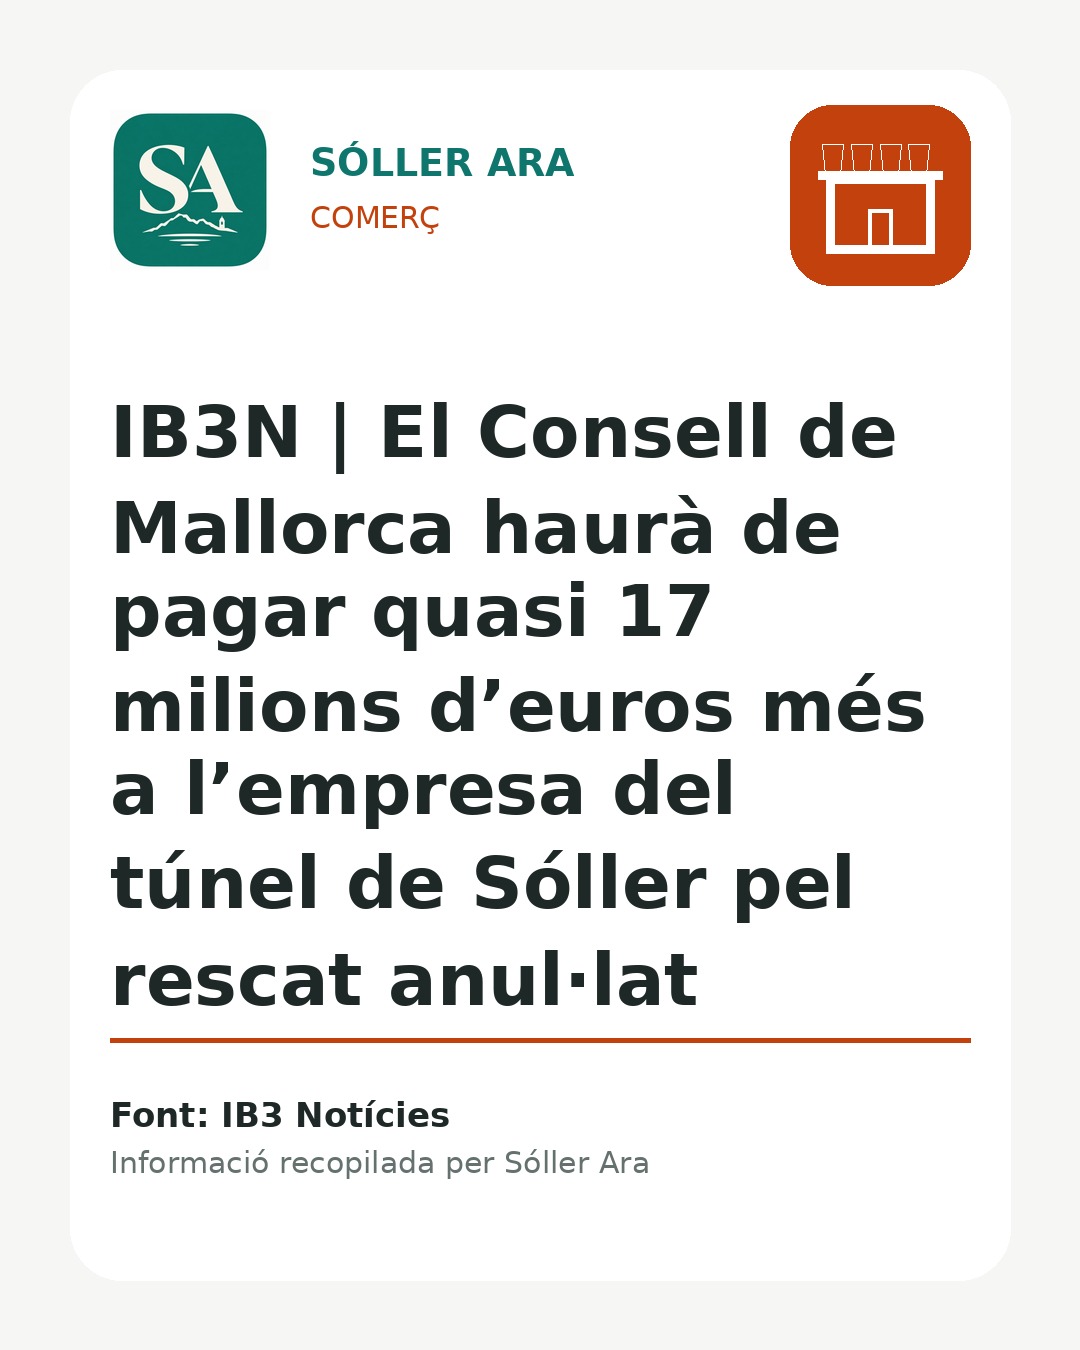 SA
SÓLLER ARA
COMERÇ
IB3N | El Consell de
Mallorca haurà de
pagar quasi 17
milions d’euros més
a l’empresa del
túnel de Sóller pel
rescat anul·lat
Font: IB3 Notícies
Informació recopilada per Sóller Ara